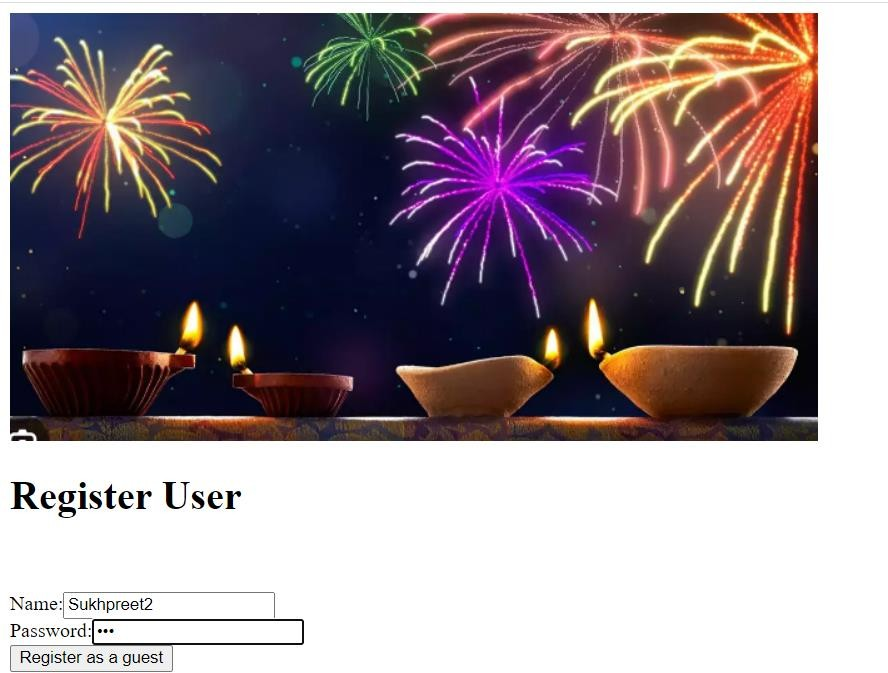 Register User
Name: Sukhpreet2
Password: •••
Register as a guest